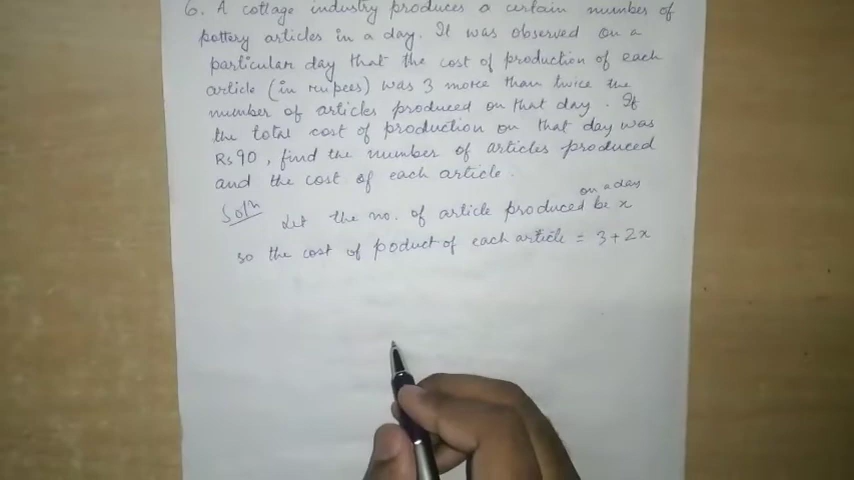 6. A cottage industry produces a certain number of
pottery articles in a day. It was observed on a
particular day that the cost of production of each
article (in rupees) was 3 more than twice the
number of articles produced on that day. If
the total cost of production on that day was
Rs 90, find the number of articles produced
and the cost of each article.
Solⁿ
on a day
Let the no. of article produced be x
so the cost of poduct of each article = 3 + 2x